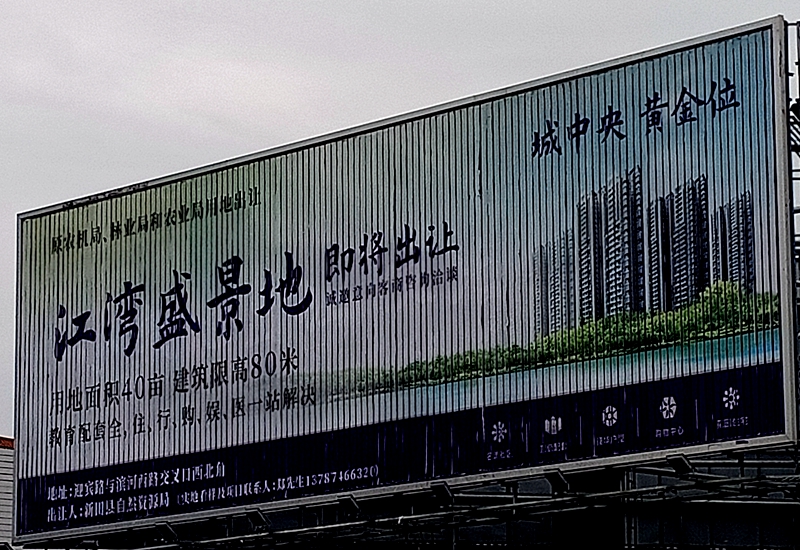 城中央 黄金位
原农机局、林业局和农业局用地出让
江湾盛景地 即将出让
诚邀意向客商咨询洽谈
用地面积40亩 建筑限高80米
教育配套全,住、行、购、娱、医一站解决
地址:迎宾路与滨河西路交叉口西北角
出让人:新田县自然资源局